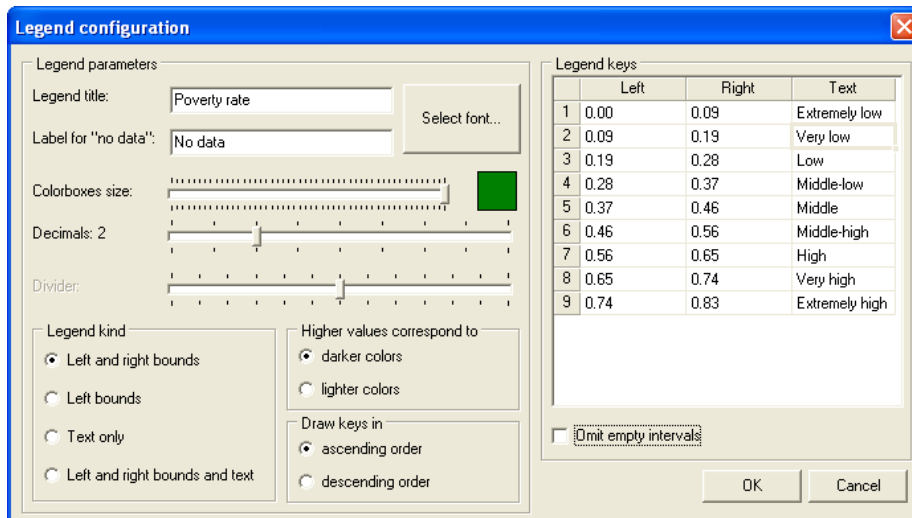 Legend configuration
Legend parameters
Legend title:
Poverty rate
Select font...
Label for "no data":
No data
Colorboxes size:
Decimals: 2
Divider:
Legend kind
Left and right bounds
Left bounds
Text only
Left and right bounds and text
Higher values correspond to
darker colors
lighter colors
Draw keys in
ascending order
descending order
Legend keys
Left Right Text
1 0.00 0.09 Extremely low
2 0.09 0.19 Very low
3 0.19 0.28 Low
4 0.28 0.37 Middle-low
5 0.37 0.46 Middle
6 0.46 0.56 Middle-high
7 0.56 0.65 High
8 0.65 0.74 Very high
9 0.74 0.83 Extremely high
Omit empty intervals
OK Cancel